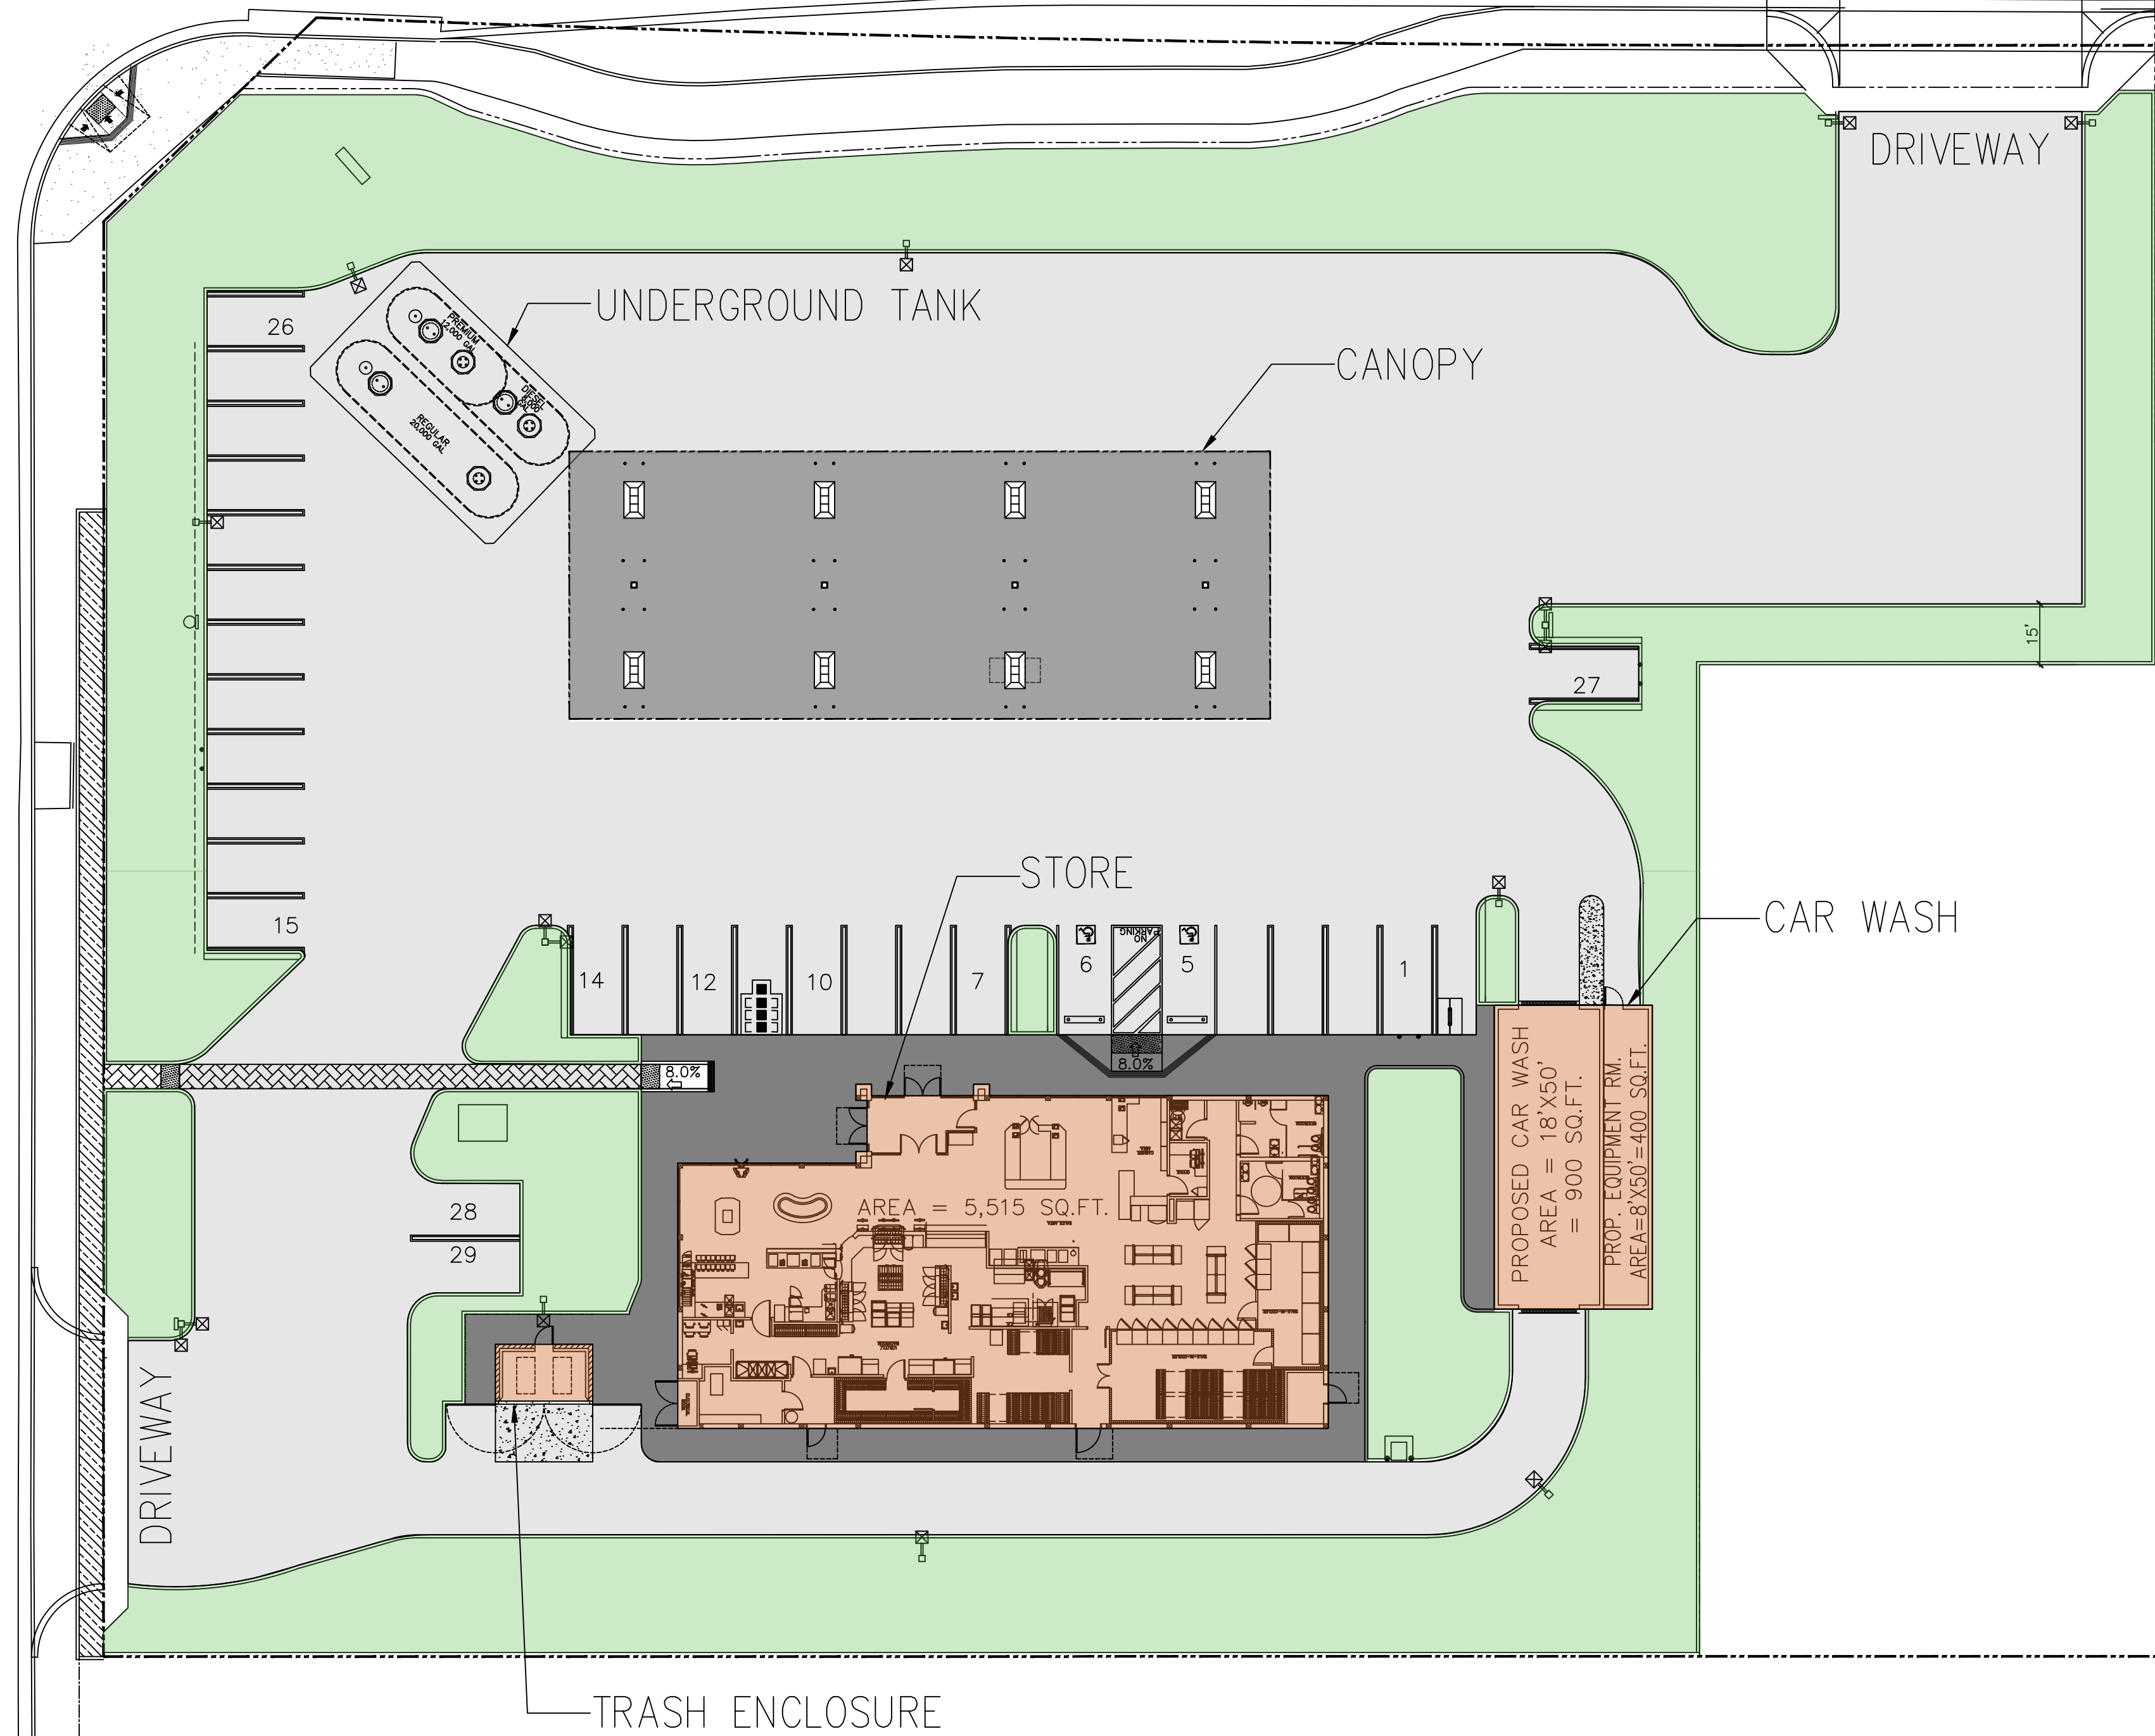 DRIVEWAY
UNDERGROUND TANK
26
PREMIUM
12,000 GAL
DIESEL
8,000
GAL
REGULAR
20,000 GAL
CANOPY
15'
27
STORE
15
CAR WASH
14
12
10
7
6
NO
PARKING
5
1
8.0%
8.0%
AREA = 5,515 SQ.FT.
PROPOSED CAR WASH
AREA = 18'X50'
= 900 SQ.FT.
PROP. EQUIPMENT RM.
AREA=8'X50'=400 SQ.FT.
28
29
DRIVEWAY
TRASH ENCLOSURE